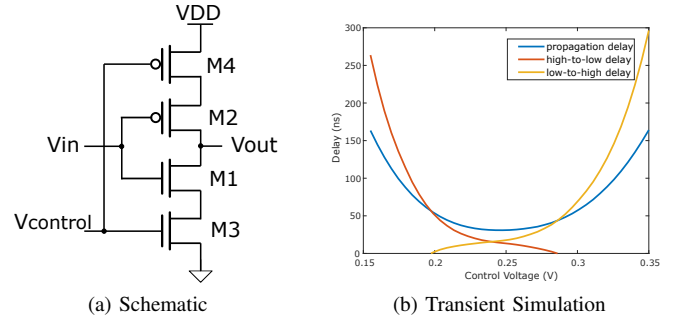 VDD
M4
M2
Vin
Vout
M1
Vcontrol
M3
(a) Schematic
300
250
200
150
100
50
0
Delay (ns)
propagation delay
high-to-low delay
low-to-high delay
0.15
0.2
0.25
0.3
0.35
Control Voltage (V)
(b) Transient Simulation